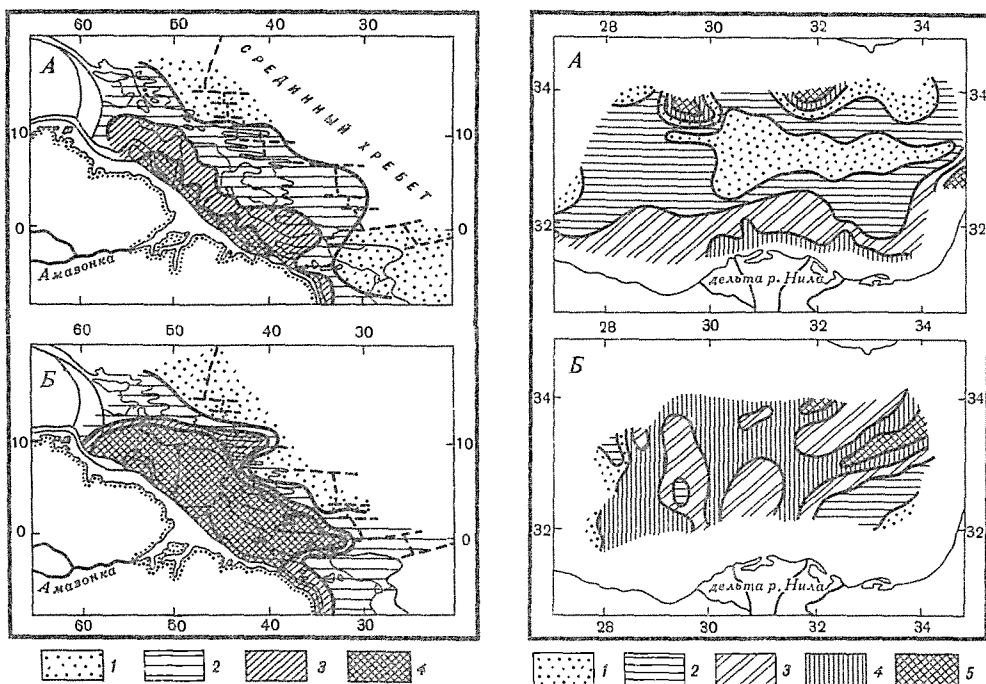 60 50 40 30
А
СРЕДИННЫЙ ХРЕБЕТ
10 10
0 0
Амазонка
60 50 40 30
Б
10 10
0 0
Амазонка
60 50 40 30
1 2 3 4
28 30 32 34
А
34 34
32 32
дельта р. Нила
28 30 32 34
Б
34 34
32 32
дельта р. Нила
28 30 32 34
1 2 3 4 5